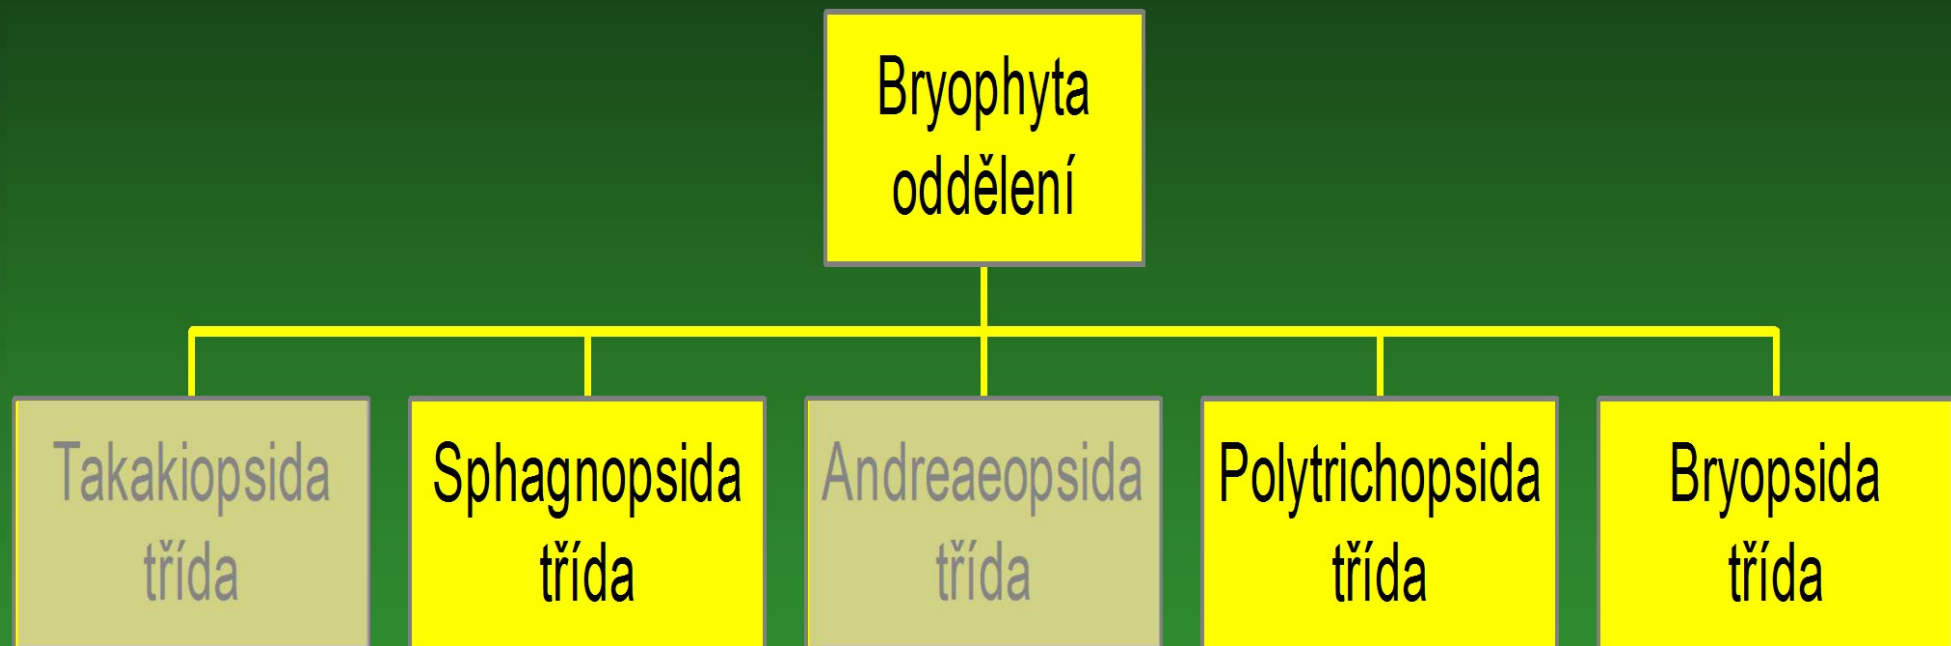 Bryophyta
oddělení
Takakiopsida
třída
Sphagnopsida
třída
Andreaeopsida
třída
Polytrichopsida
třída
Bryopsida
třída